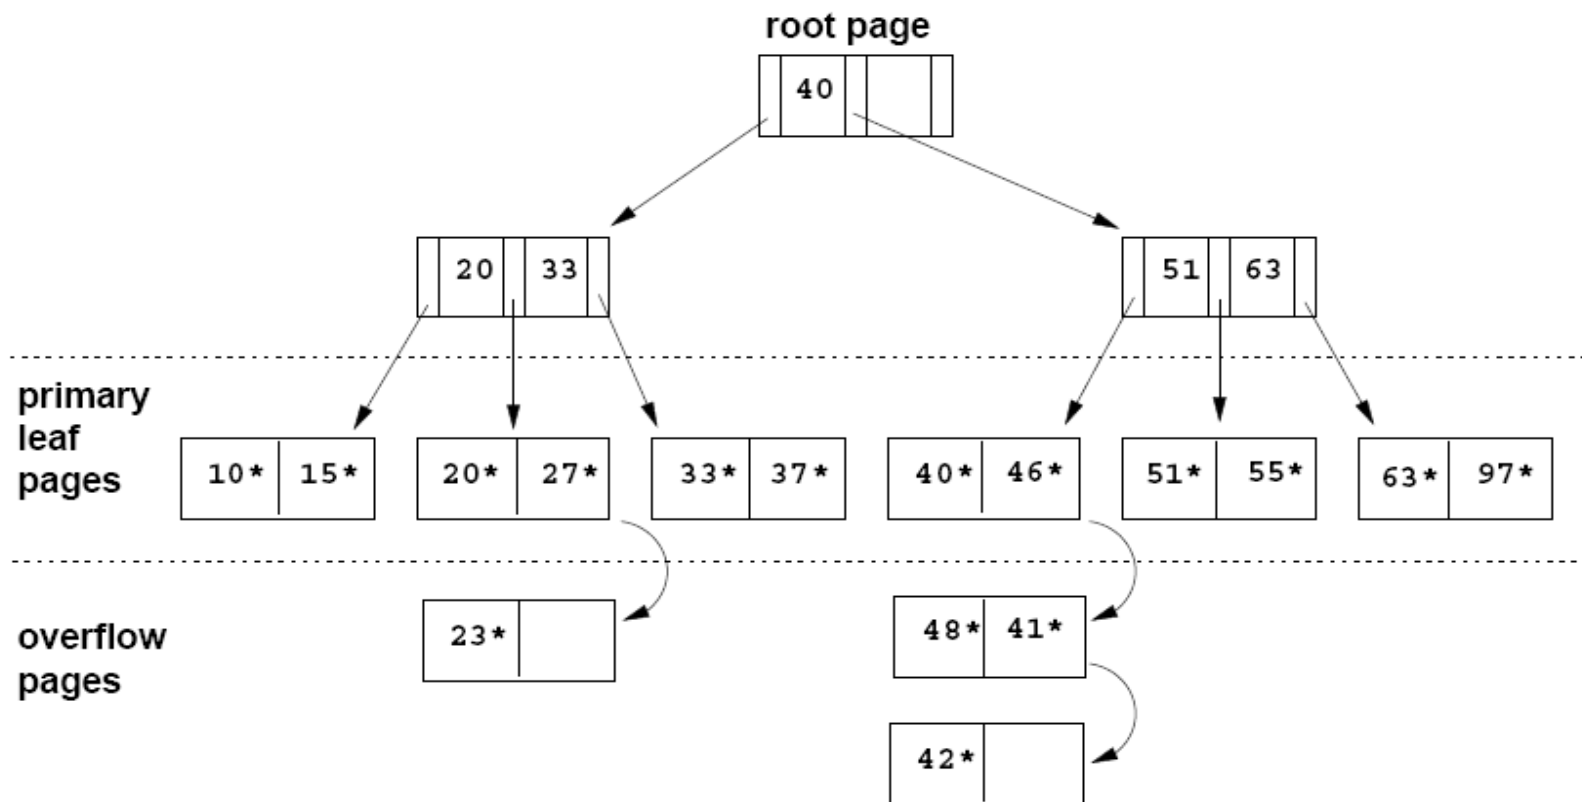 root page
40
20 33
51 63
primary
leaf
pages
10* 15*
20* 27*
33* 37*
40* 46*
51* 55*
63* 97*
overflow
pages
23*
48* 41*
42*